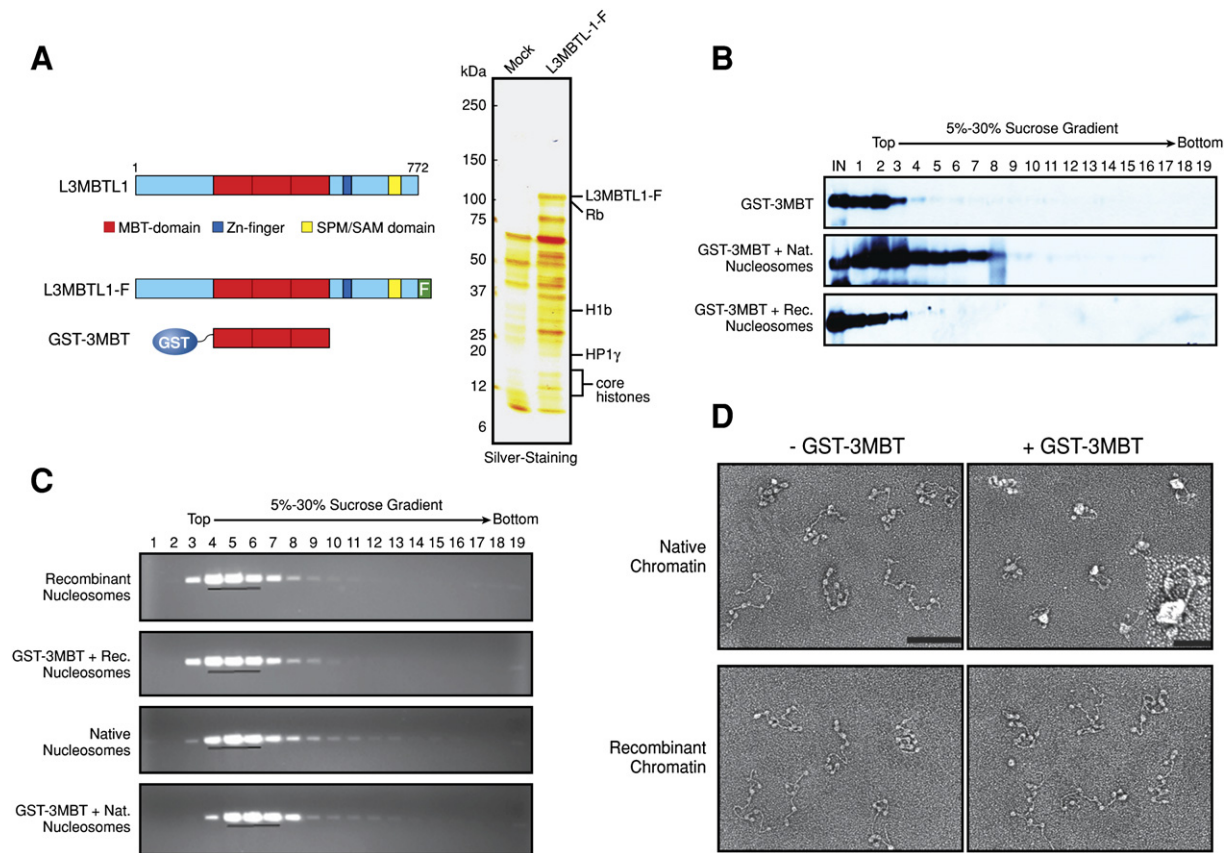 A
1
772
L3MBTL1
MBT-domain
Zn-finger
SPM/SAM domain
L3MBTL1-F
F
GST-3MBT
GST
kDa
Mock
L3MBTL-1-F
250
150
100
75
50
37
25
20
12
6
L3MBTL1-F
Rb
H1b
HP1γ
core
histones
Silver-Staining
B
5%-30% Sucrose Gradient
Top
Bottom
IN 1 2 3 4 5 6 7 8 9 10 11 12 13 14 15 16 17 18 19
GST-3MBT
GST-3MBT + Nat.
Nucleosomes
GST-3MBT + Rec.
Nucleosomes
C
5%-30% Sucrose Gradient
Top
Bottom
1 2 3 4 5 6 7 8 9 10 11 12 13 14 15 16 17 18 19
Recombinant
Nucleosomes
GST-3MBT + Rec.
Nucleosomes
Native
Nucleosomes
GST-3MBT + Nat.
Nucleosomes
D
- GST-3MBT
+ GST-3MBT
Native
Chromatin
Recombinant
Chromatin